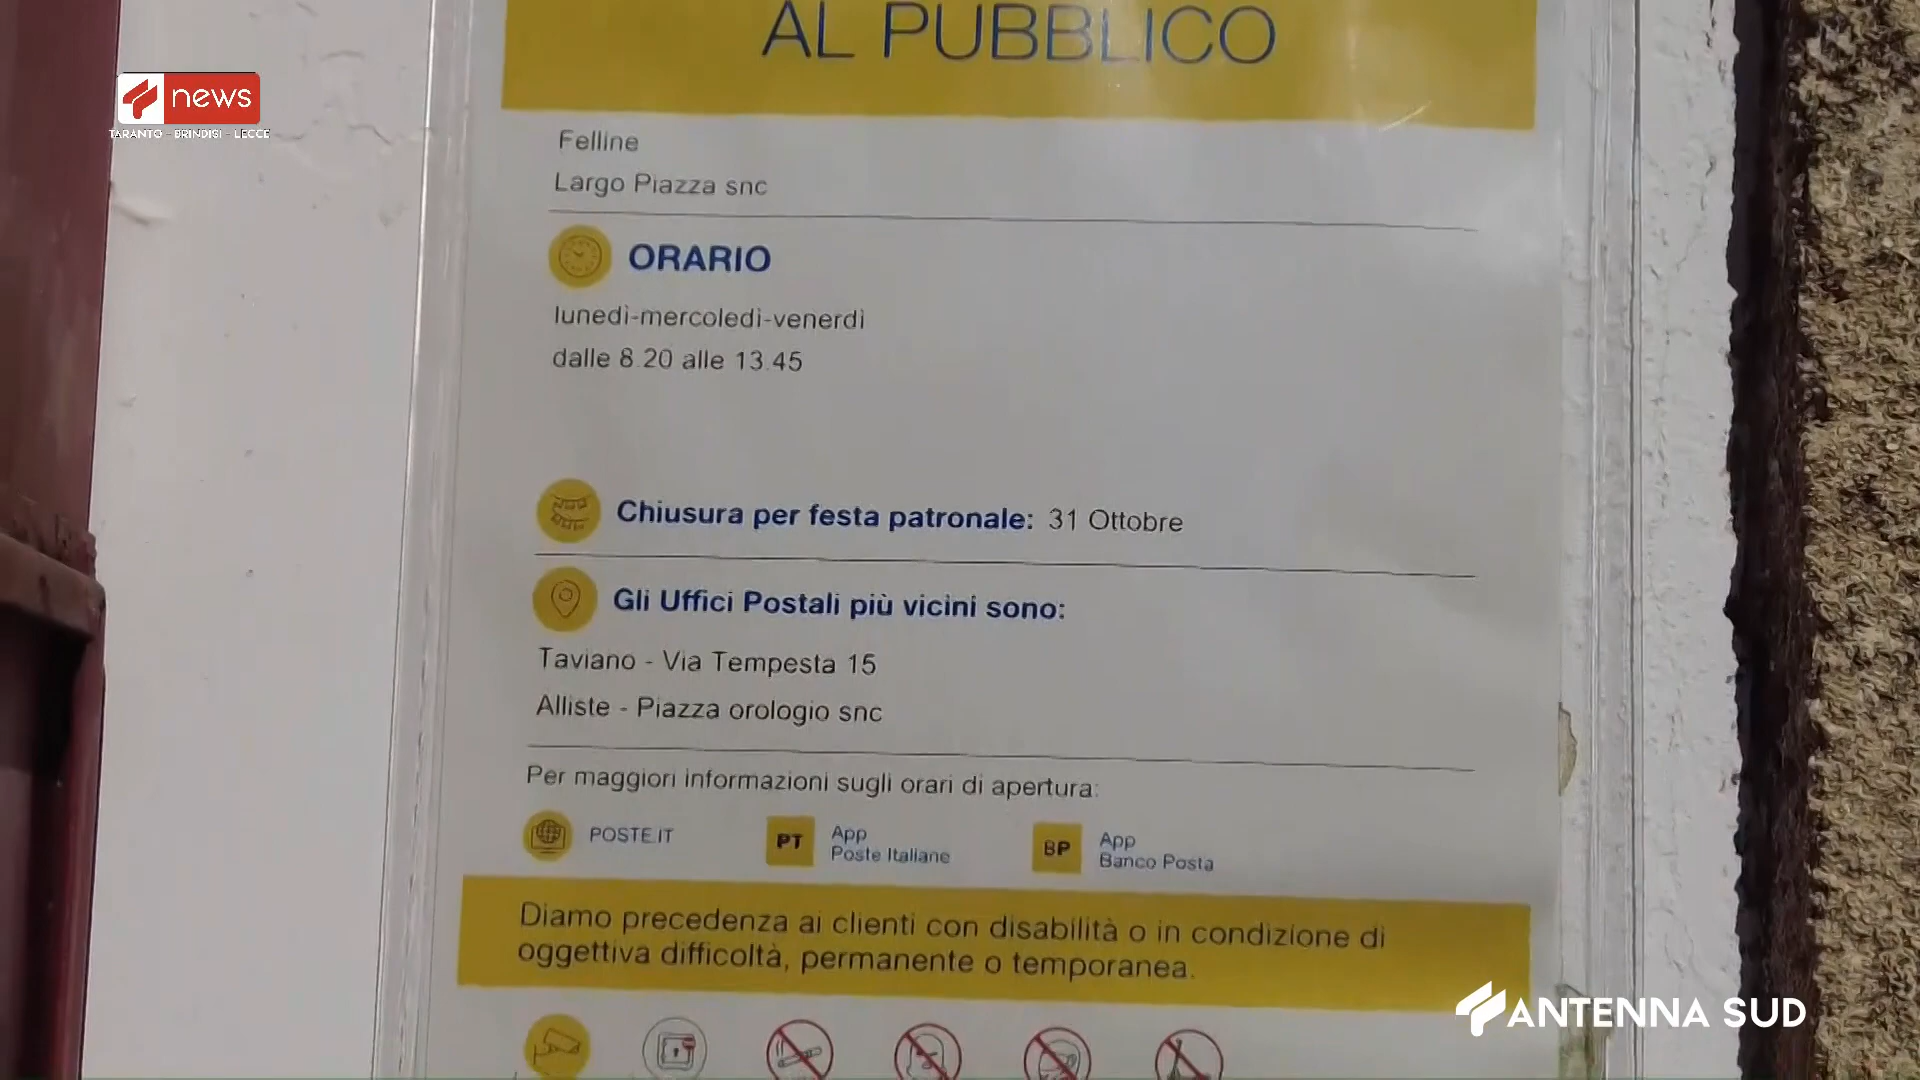 AL PUBBLICO
news
TARANTO - BRINDISI - LECCE
Felline
Largo Piazza snc
ORARIO
lunedì-mercoledì-venerdì
dalle 8.20 alle 13.45
Chiusura per festa patronale: 31 Ottobre
Gli Uffici Postali più vicini sono:
Taviano - Via Tempesta 15
Alliste - Piazza orologio snc
Per maggiori informazioni sugli orari di apertura:
POSTE.IT
PT
App
Poste Italiane
BP
App
Banco Posta
Diamo precedenza ai clienti con disabilità o in condizione di
oggettiva difficoltà, permanente o temporanea.
ANTENNA SUD